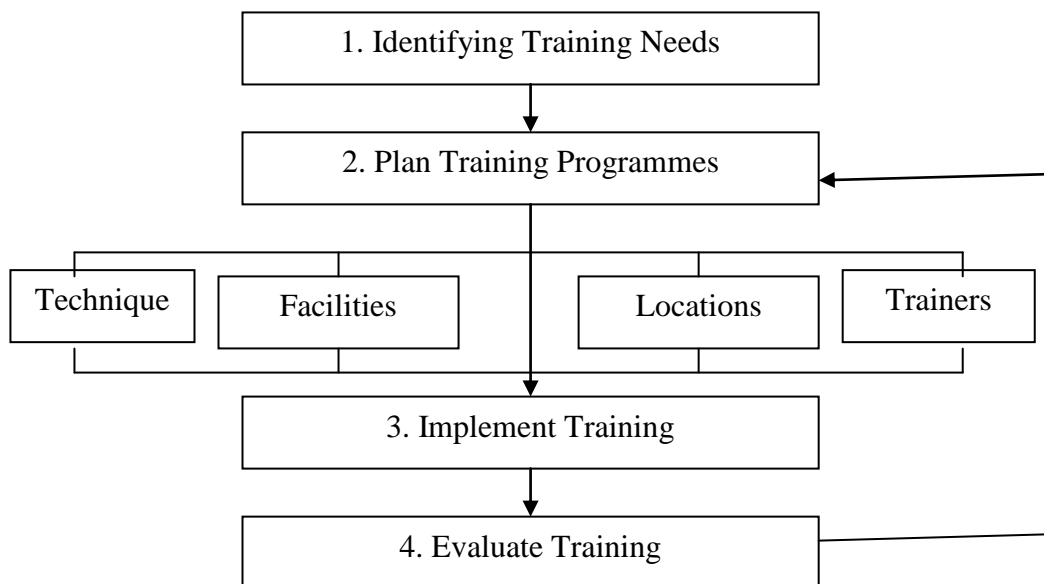 1. Identifying Training Needs
2. Plan Training Programmes
Technique
Facilities
Locations
Trainers
3. Implement Training
4. Evaluate Training